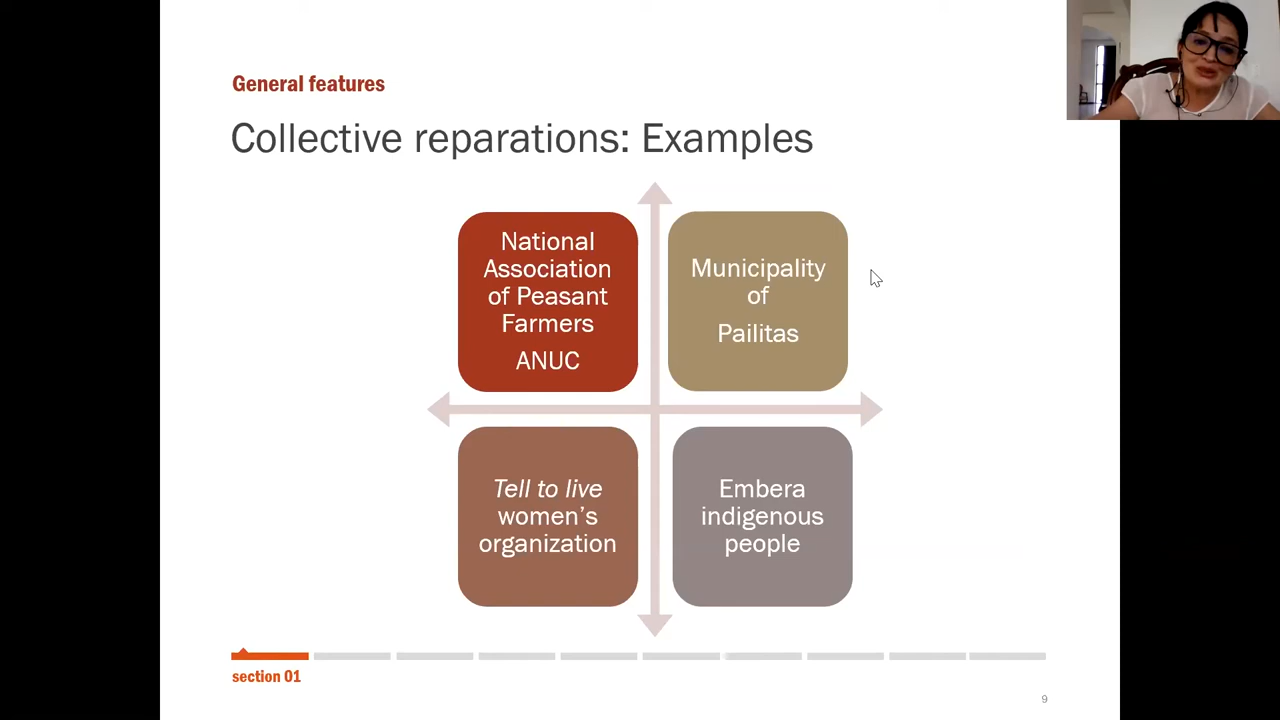 General features
Collective reparations: Examples
National
Association
of Peasant
Farmers
ANUC
Municipality
of
Pailitas
Tell to live
women's
organization
Embera
indigenous
people
section 01
9